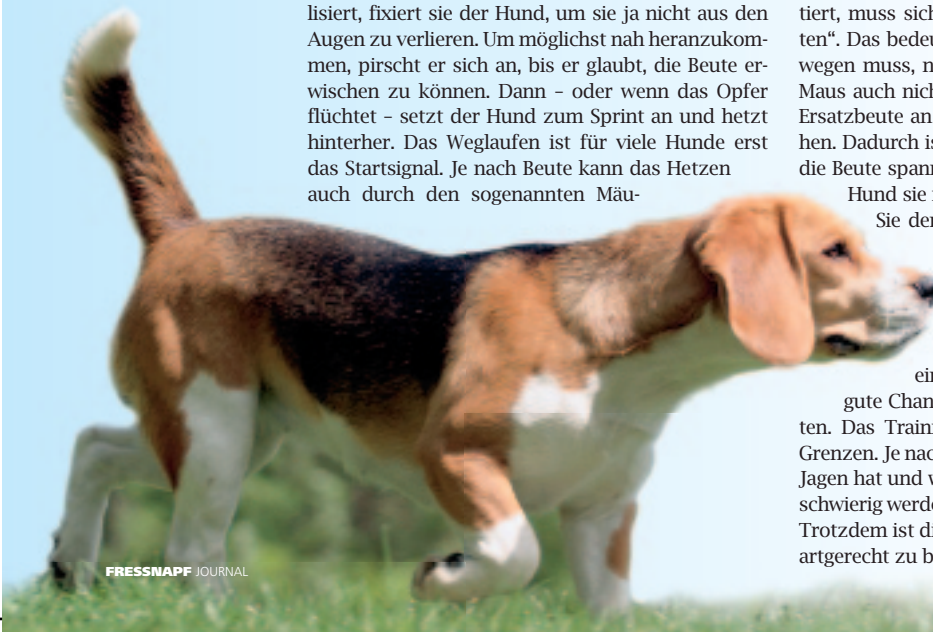 lisiert, fixiert sie der Hund, um sie ja nicht aus den
Augen zu verlieren. Um möglichst nah heranzukom-
men, pirscht er sich an, bis er glaubt, die Beute er-
wischen zu können. Dann – oder wenn das Opfer
flüchtet – setzt der Hund zum Sprint an und hetzt
hinterher. Das Weglaufen ist für viele Hunde erst
das Startsignal. Je nach Beute kann das Hetzen
auch durch den sogenannten Mäu-
tiert, muss sich
ten“. Das bedeu
wegen muss, n
Maus auch nich
Ersatzbeute an
hen. Dadurch is
die Beute spann
Hund sie
Sie der
ein
gute Chan
ten. Das Train
Grenzen. Je nac
Jagen hat und w
schwierig werde
Trotzdem ist di
artgerecht zu b
FRESSNAPF JOURNAL